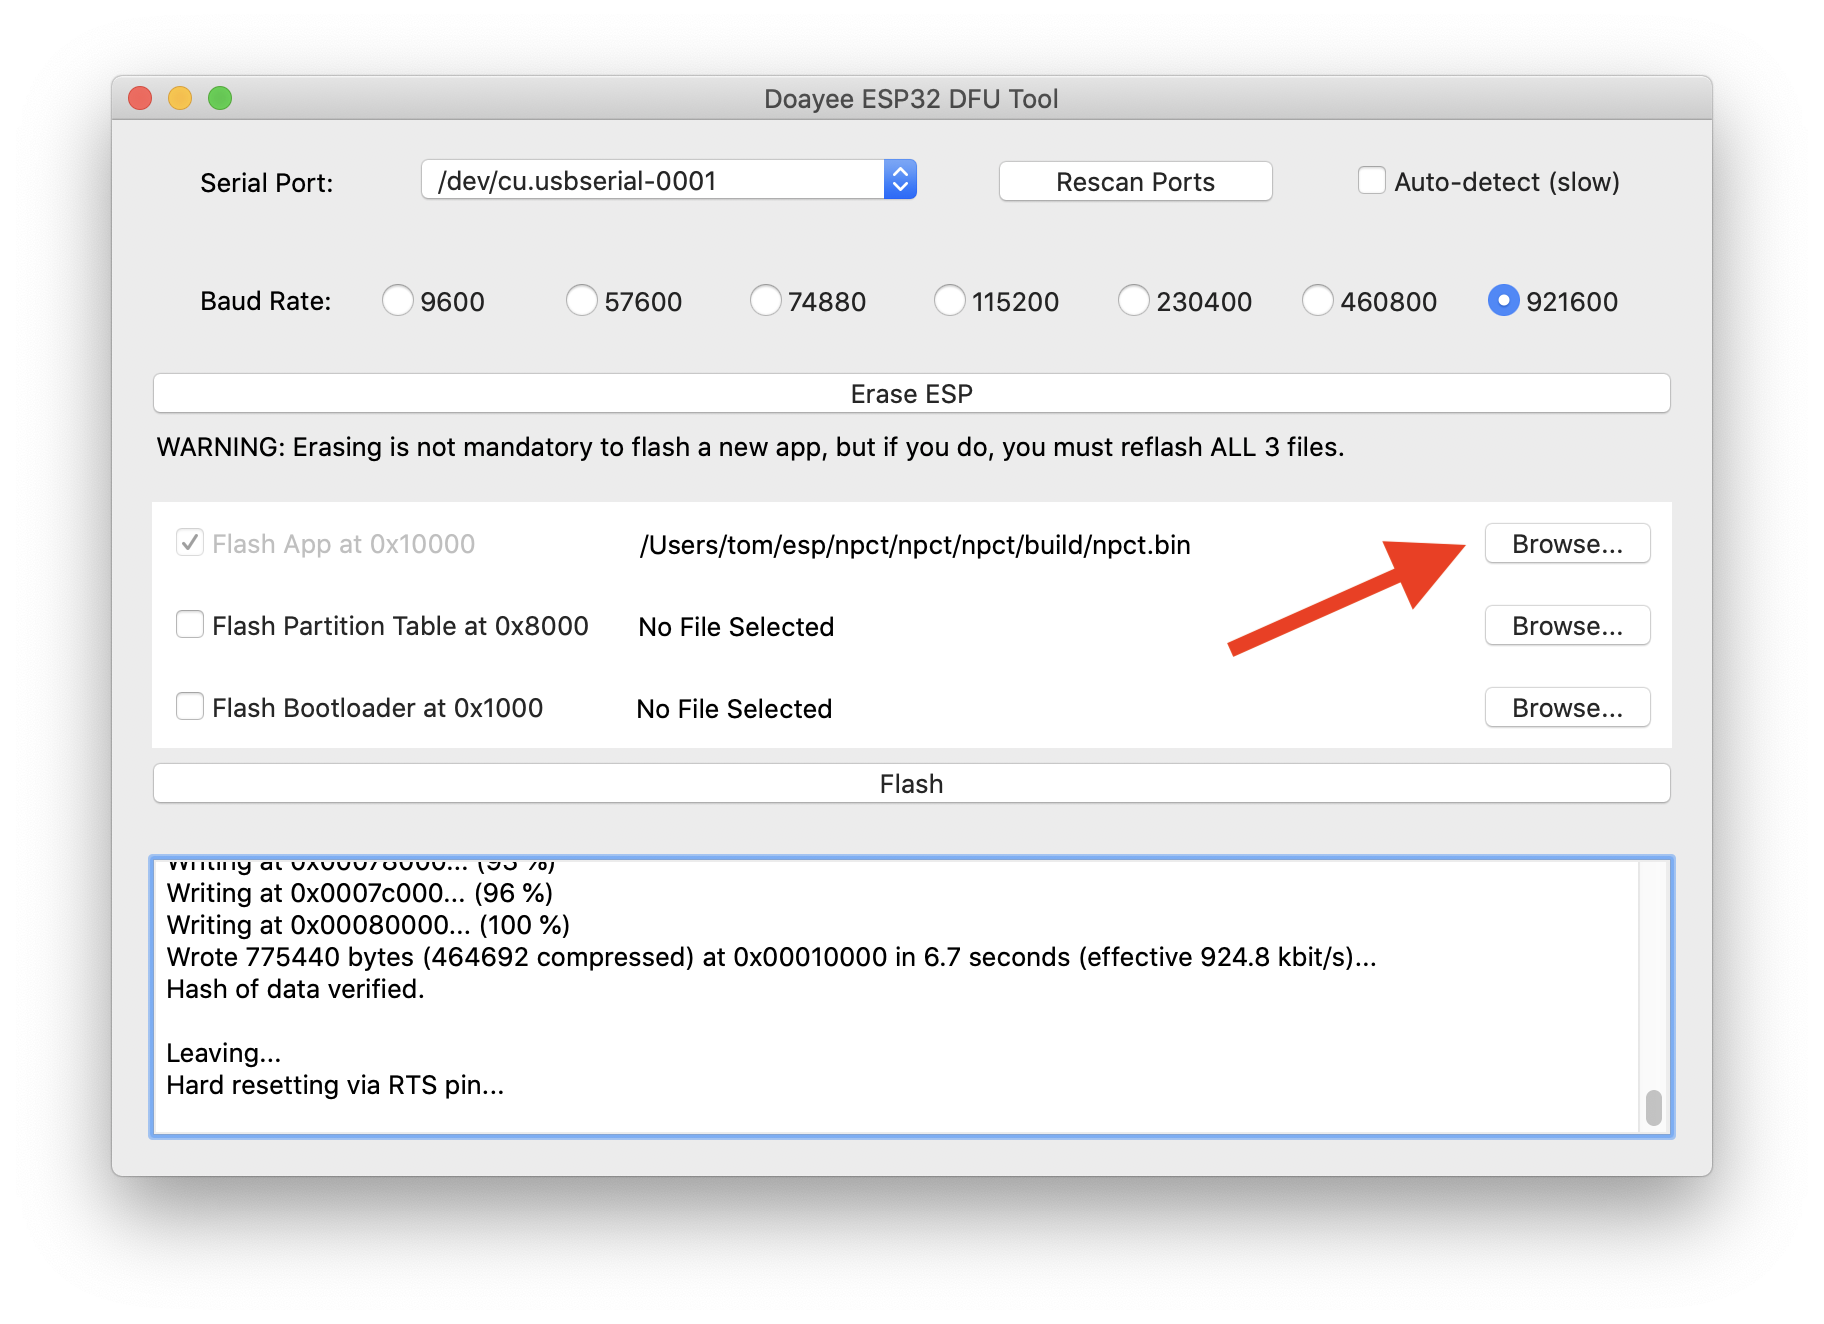 Doayee ESP32 DFU Tool
Serial Port: /dev/cu.usbserial-0001 Rescan Ports Auto-detect (slow)
Baud Rate: 9600 57600 74880 115200 230400 460800 921600
Erase ESP
WARNING: Erasing is not mandatory to flash a new app, but if you do, you must reflash ALL 3 files.
Flash App at 0x10000 /Users/tom/esp/npct/npct/npct/build/npct.bin Browse...
Flash Partition Table at 0x8000 No File Selected Browse...
Flash Bootloader at 0x1000 No File Selected Browse...
Flash
Writing at 0x00078000... (93 %)
Writing at 0x0007c000... (96 %)
Writing at 0x00080000... (100 %)
Wrote 775440 bytes (464692 compressed) at 0x00010000 in 6.7 seconds (effective 924.8 kbit/s)...
Hash of data verified.
Leaving...
Hard resetting via RTS pin...